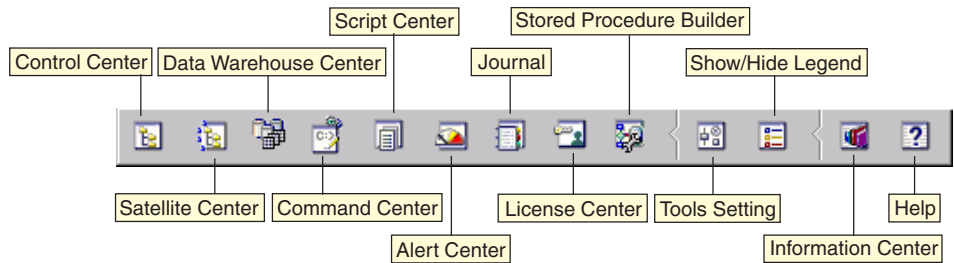 Script Center
Stored Procedure Builder
Control Center
Data Warehouse Center
Journal
Show/Hide Legend
C:>
?
Satellite Center
Command Center
License Center
Tools Setting
Help
Alert Center
Information Center